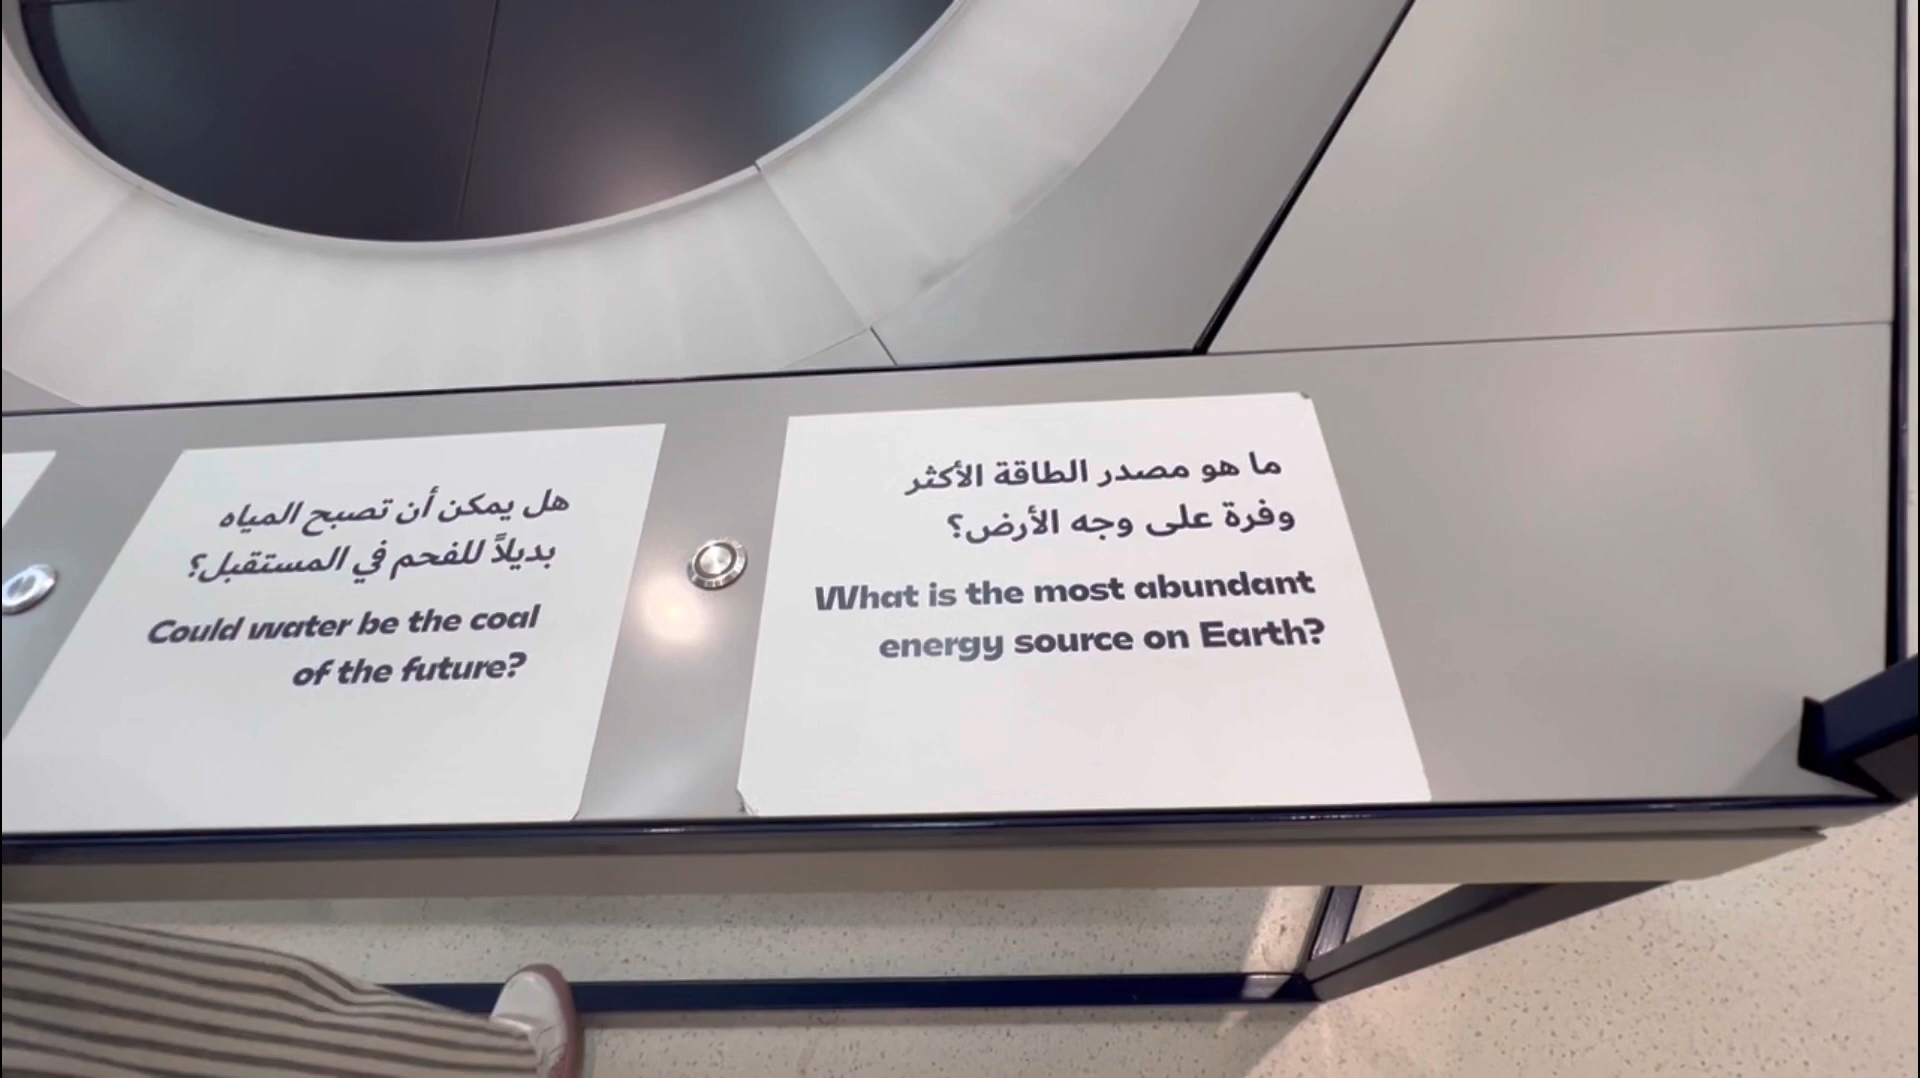 هل يمكن أن تصبح المياه
بديلاً للفحم في المستقبل؟
Could water be the coal
of the future?
ما هو مصدر الطاقة الأكثر
وفرة على وجه الأرض؟
What is the most abundant
energy source on Earth?